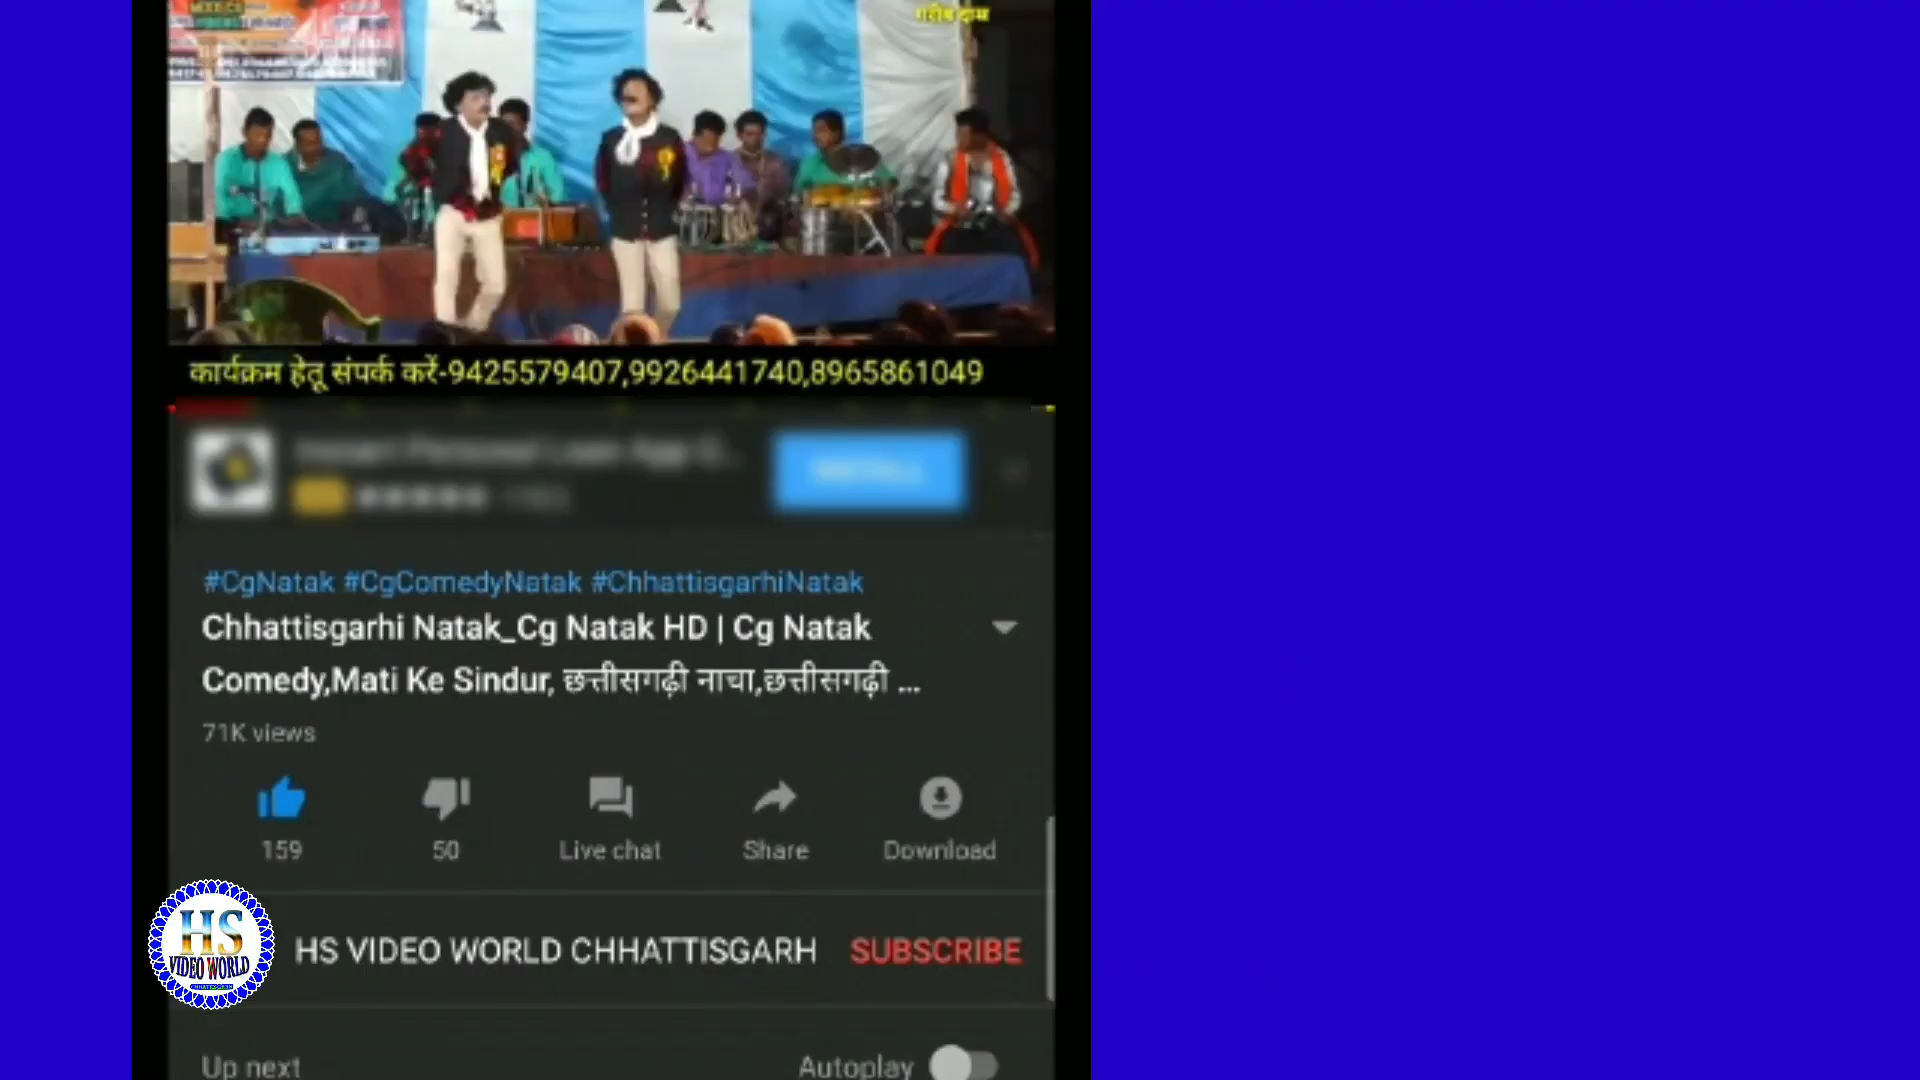 गरीब दास
कार्यक्रम हेतू संपर्क करें-9425579407,9926441740,8965861049
#CgNatak #CgComedyNatak #ChhattisgarhiNatak
Chhattisgarhi Natak_Cg Natak HD | Cg Natak
Comedy,Mati Ke Sindur, छत्तीसगढ़ी नाचा,छत्तीसगढ़ी ...
71K views
159 50 Live chat Share Download
HS
VIDEO WORLD
CHHATTISGARH
HS VIDEO WORLD CHHATTISGARH SUBSCRIBE
Up next Autoplay